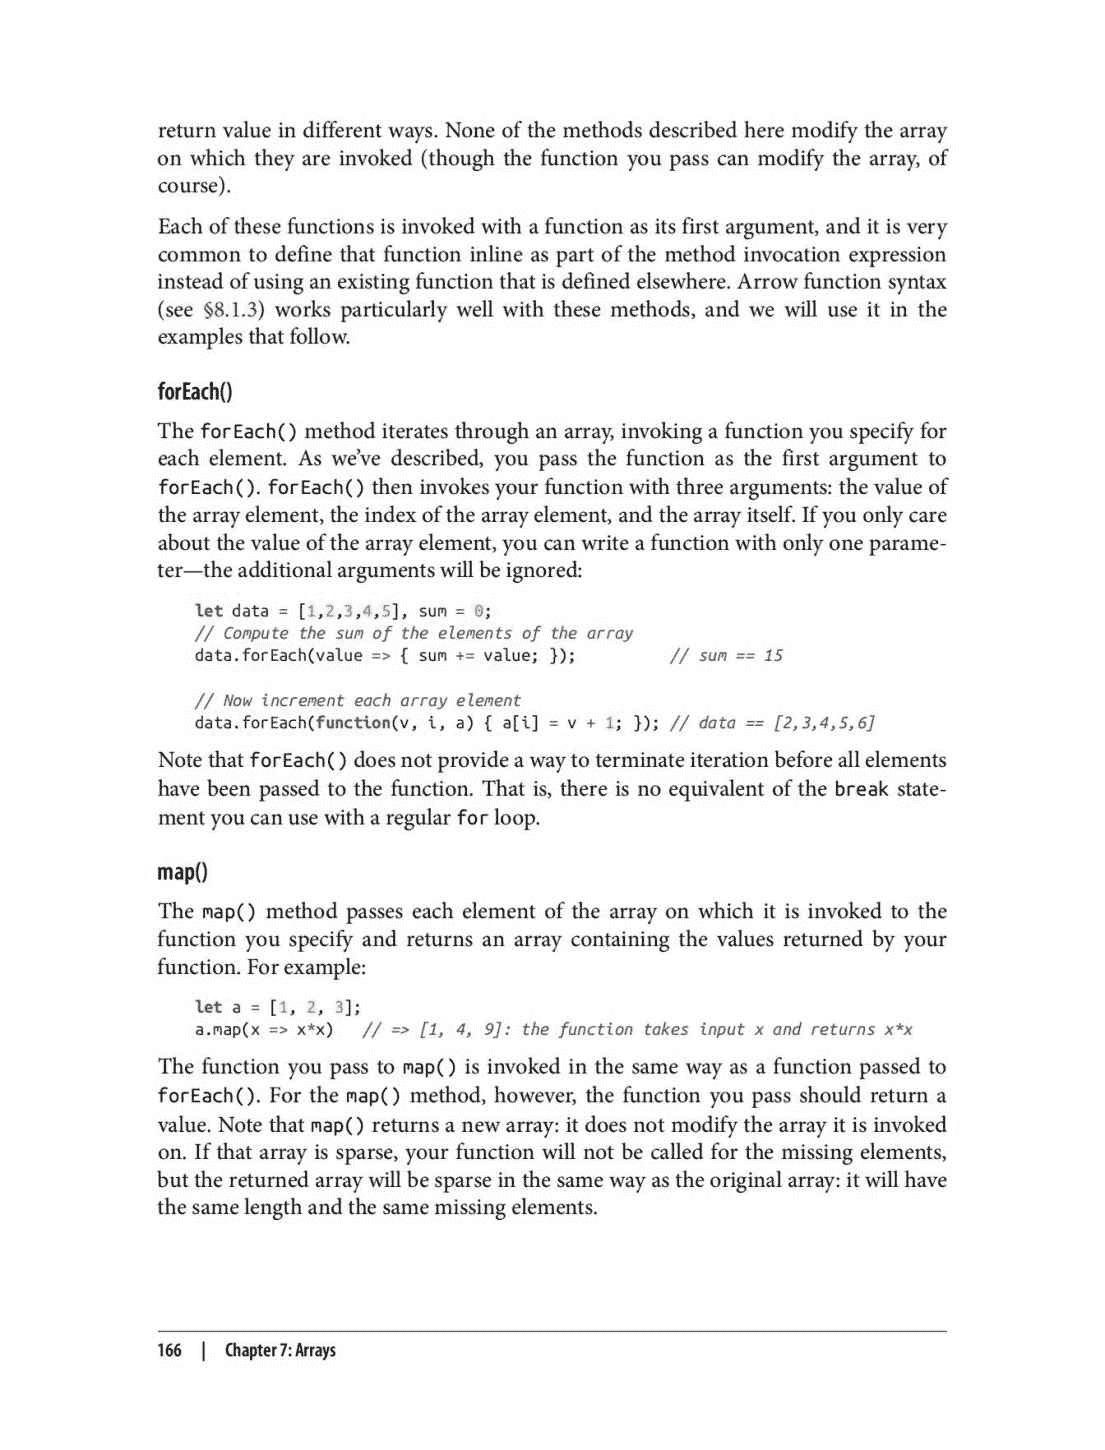 return value in different ways. None of the methods described here modify the array
on which they are invoked (though the function you pass can modify the array, of
course).
Each of these functions is invoked with a function as its first argument, and it is very
common to define that function inline as part of the method invocation expression
instead of using an existing function that is defined elsewhere. Arrow function syntax
(see §8.1.3) works particularly well with these methods, and we will use it in the
examples that follow.
forEach()
The forEach() method iterates through an array, invoking a function you specify for
each element. As we’ve described, you pass the function as the first argument to
forEach(). forEach() then invokes your function with three arguments: the value of
the array element, the index of the array element, and the array itself. If you only care
about the value of the array element, you can write a function with only one parame-
ter—the additional arguments will be ignored:
let data = [1,2,3,4,5], sum = 0;
// Compute the sum of the elements of the array
data.forEach(value => { sum += value; });          // sum == 15
// Now increment each array element
data.forEach(function(v, i, a) { a[i] = v + 1; }); // data == [2,3,4,5,6]
Note that forEach() does not provide a way to terminate iteration before all elements
have been passed to the function. That is, there is no equivalent of the break state-
ment you can use with a regular for loop.
map()
The map() method passes each element of the array on which it is invoked to the
function you specify and returns an array containing the values returned by your
function. For example:
let a = [1, 2, 3];
a.map(x => x*x)   // => [1, 4, 9]: the function takes input x and returns x*x
The function you pass to map() is invoked in the same way as a function passed to
forEach(). For the map() method, however, the function you pass should return a
value. Note that map() returns a new array: it does not modify the array it is invoked
on. If that array is sparse, your function will not be called for the missing elements,
but the returned array will be sparse in the same way as the original array: it will have
the same length and the same missing elements.
166 | Chapter 7: Arrays